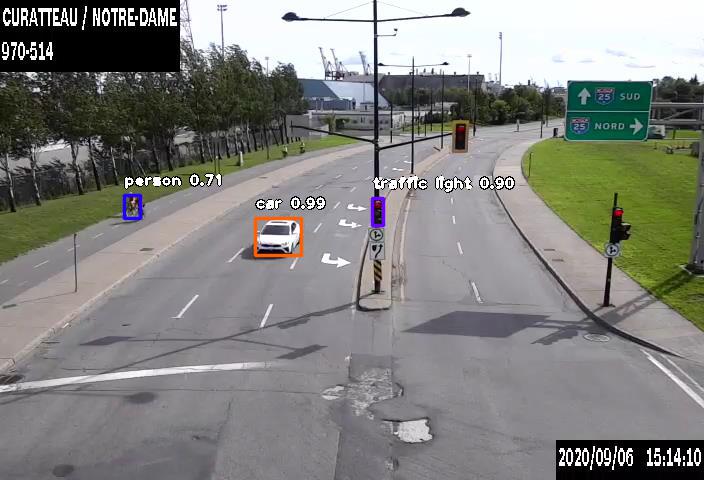 CURATTEAU / NOTRE-DAME
970-514
25 SUD
25 NORD
person 0.71
car 0.99
traffic light 0.90
2020/09/06 15:14:10